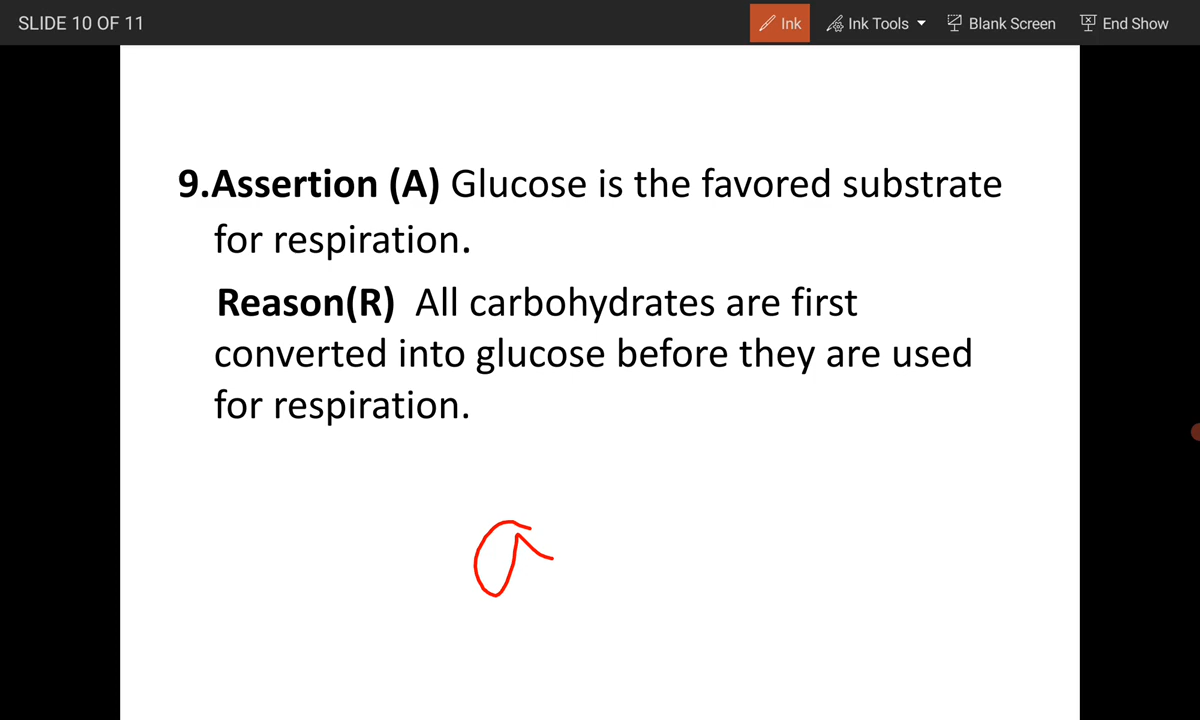 SLIDE 10 OF 11
Ink
Ink Tools
Blank Screen
End Show
9.Assertion (A) Glucose is the favored substrate
for respiration.
Reason(R) All carbohydrates are first
converted into glucose before they are used
for respiration.
a